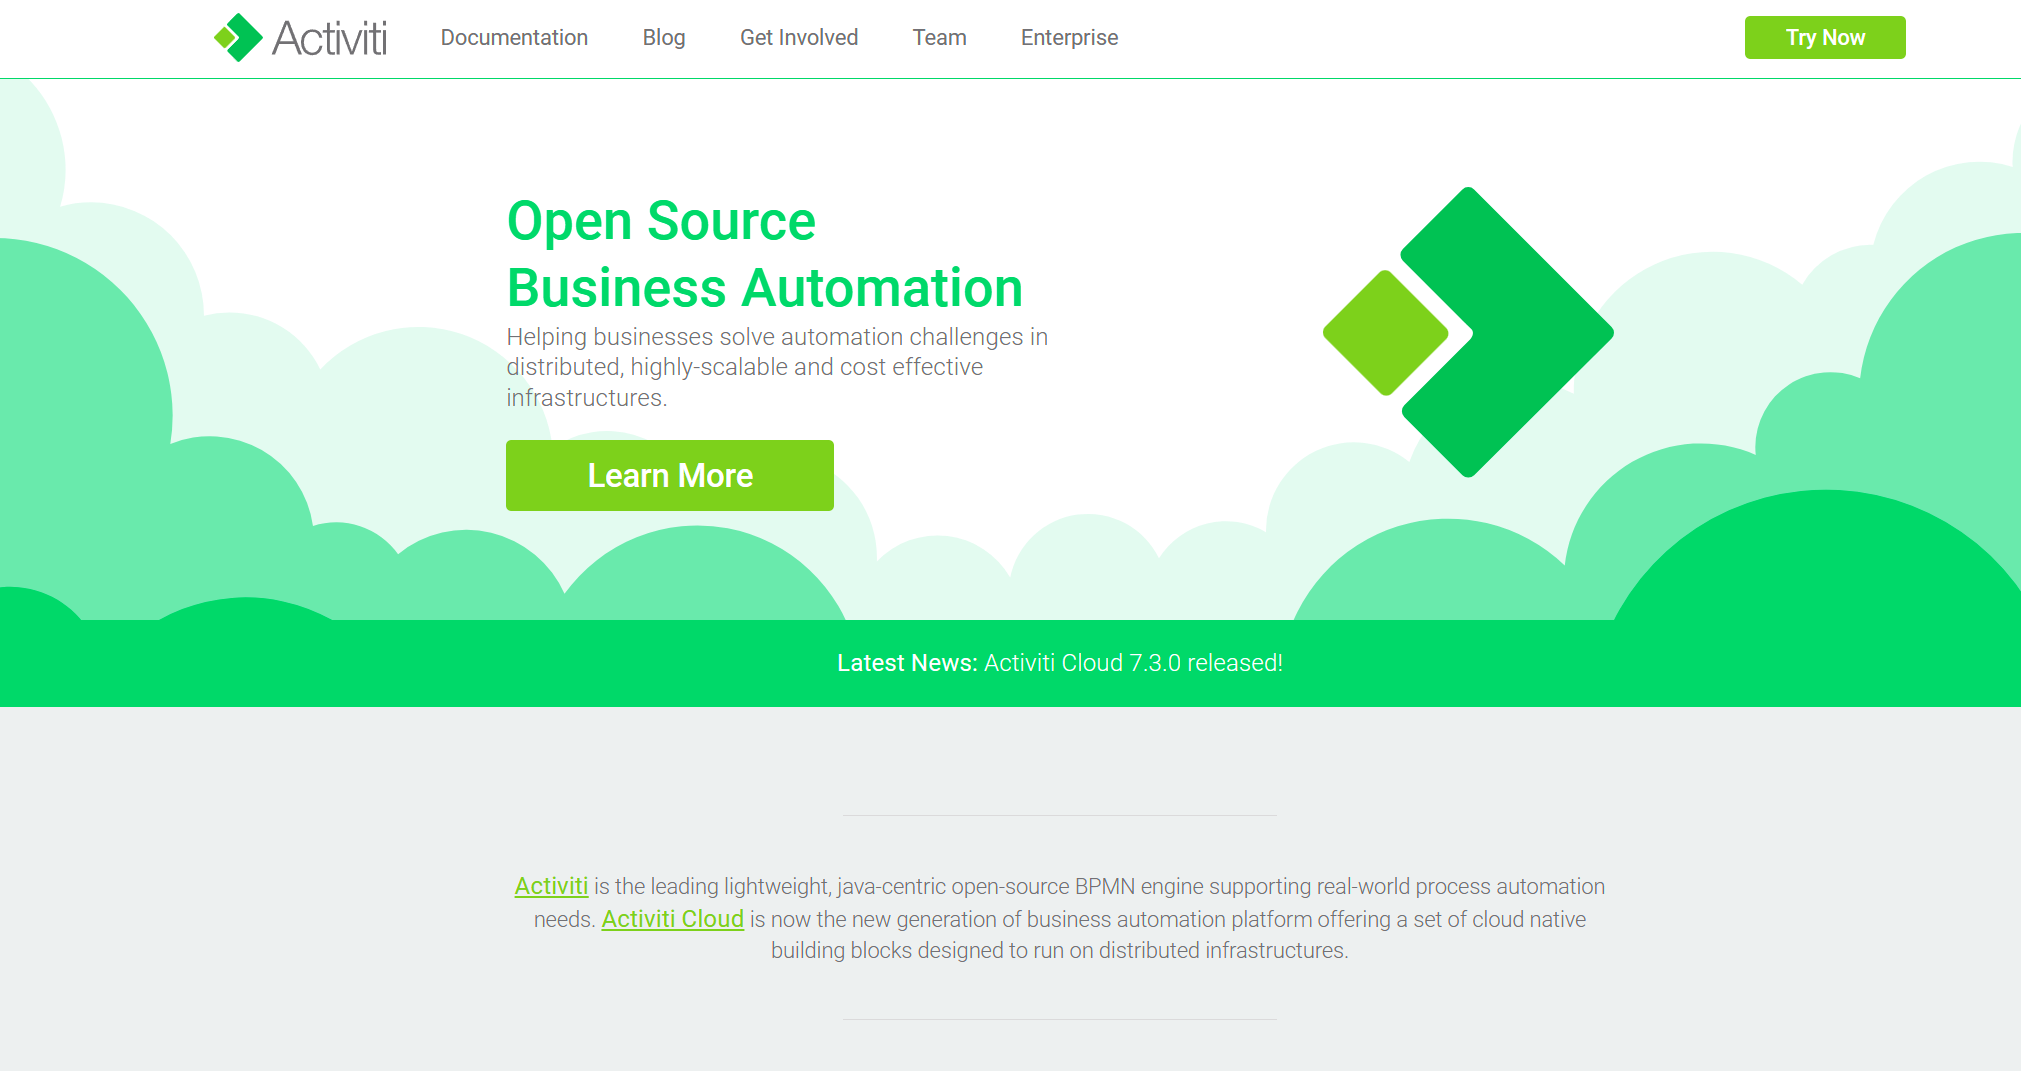 Activiti Documentation Blog Get Involved Team Enterprise Try Now
Open Source
Business Automation
Helping businesses solve automation challenges in
distributed, highly-scalable and cost effective
infrastructures.
Learn More
Latest News: Activiti Cloud 7.3.0 released!
Activiti is the leading lightweight, java-centric open-source BPMN engine supporting real-world process automation
needs. Activiti Cloud is now the new generation of business automation platform offering a set of cloud native
building blocks designed to run on distributed infrastructures.